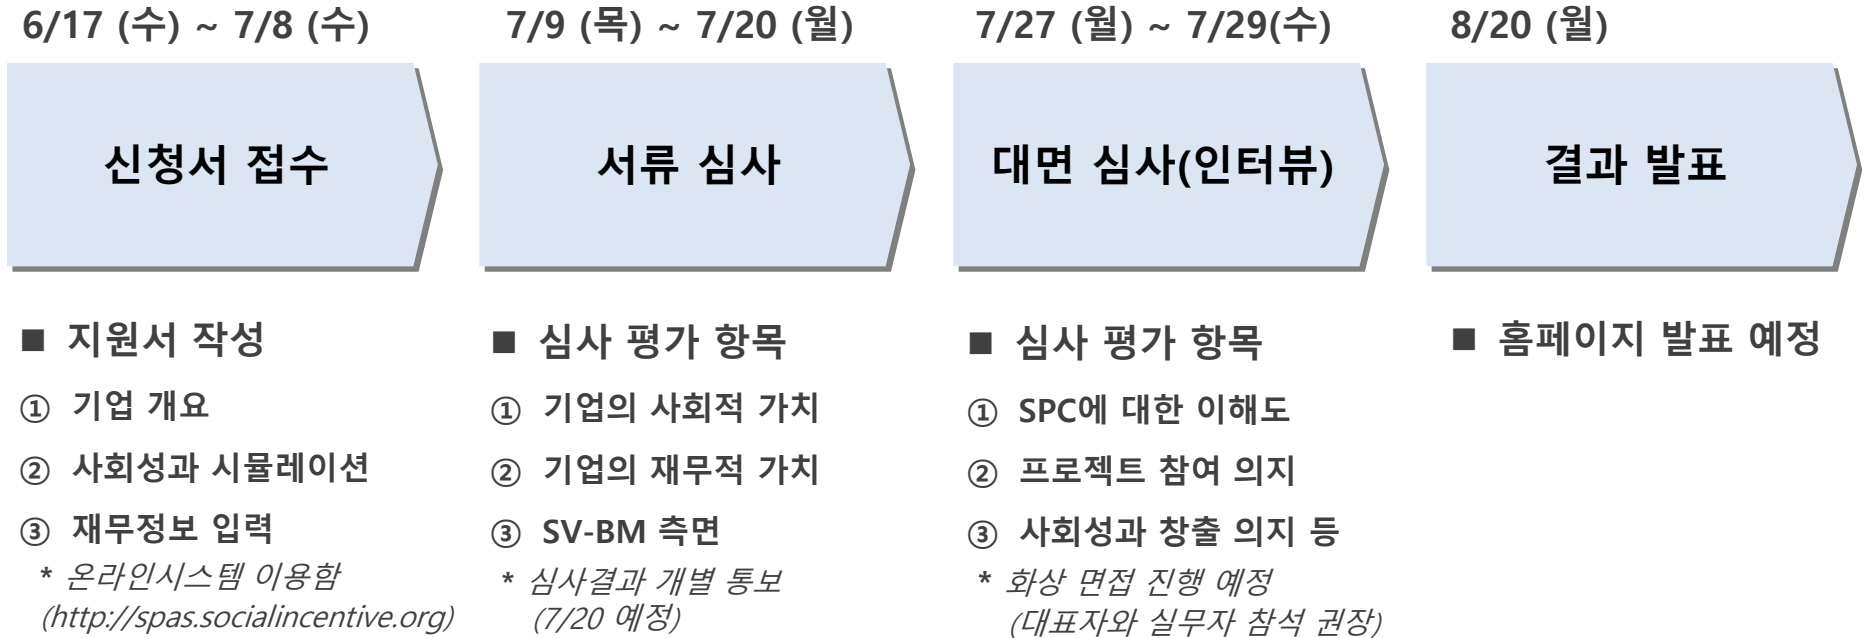 6/17 (수) ~ 7/8 (수)
신청서 접수
■ 지원서 작성
① 기업 개요
② 사회성과 시뮬레이션
③ 재무정보 입력
* 온라인시스템 이용함
(http://spas.socialincentive.org)
7/9 (목) ~ 7/20 (월)
서류 심사
■ 심사 평가 항목
① 기업의 사회적 가치
② 기업의 재무적 가치
③ SV-BM 측면
* 심사결과 개별 통보
(7/20 예정)
7/27 (월) ~ 7/29(수)
대면 심사(인터뷰)
■ 심사 평가 항목
① SPC에 대한 이해도
② 프로젝트 참여 의지
③ 사회성과 창출 의지 등
* 화상 면접 진행 예정
(대표자와 실무자 참석 권장)
8/20 (월)
결과 발표
■ 홈페이지 발표 예정